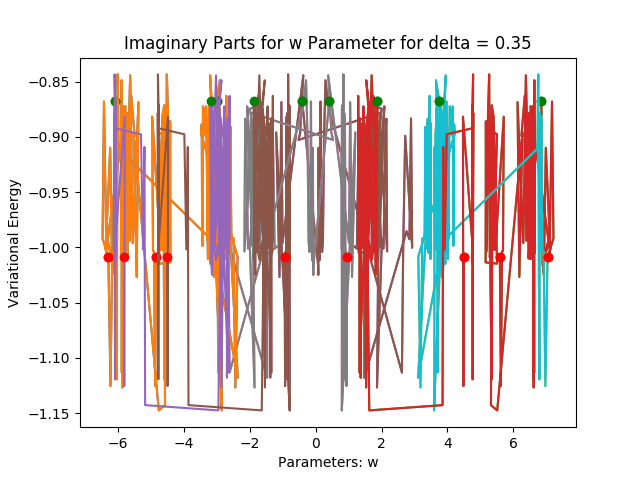 Imaginary Parts for w Parameter for delta = 0.35
Variational Energy
−0.85
−0.90
−0.95
−1.00
−1.05
−1.10
−1.15
−6 −4 −2 0 2 4 6
Parameters: w